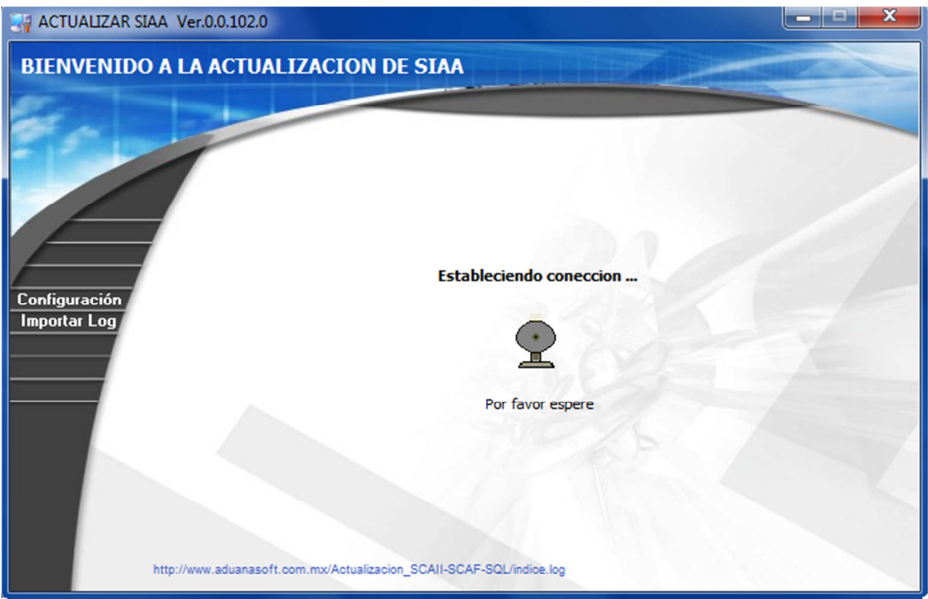 ACTUALIZAR SIAA Ver.0.0.102.0
BIENVENIDO A LA ACTUALIZACION DE SIAA
Estableciendo coneccion ...
Configuración
Importar Log
Por favor espere
http://www.aduanasoft.com.mx/Actualizacion_SCAII-SCAF-SQL/indice.log